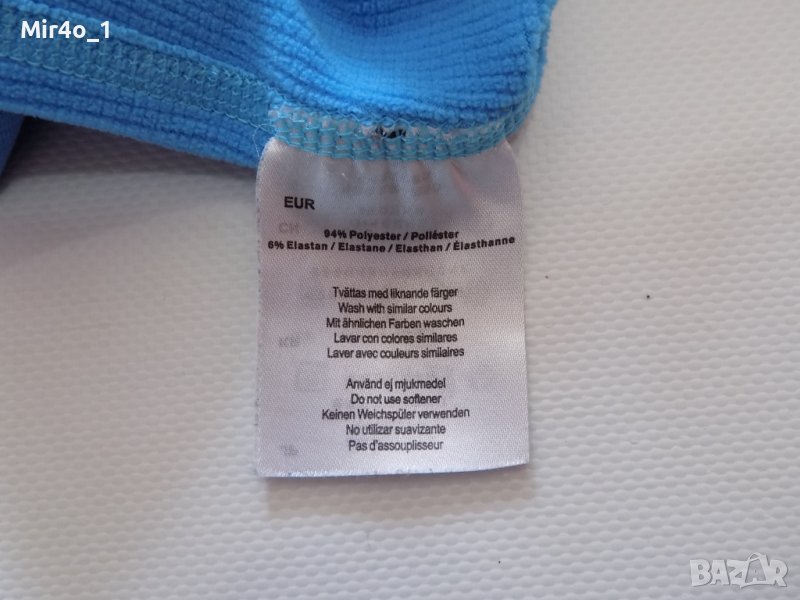 Mir4o_1
EUR
94% Polyester / Poliéster
6% Elastan / Elastane / Elasthan / Élasthanne
Tvättas med liknande färger
Wash with similar colours
Mit ähnlichen Farben waschen
Lavar con colores similares
Laver avec couleurs similaires
Använd ej mjukmedel
Do not use softener
Keinen Weichspüler verwenden
No utilizar suavizante
Pas d'assouplisseur
BAZAR